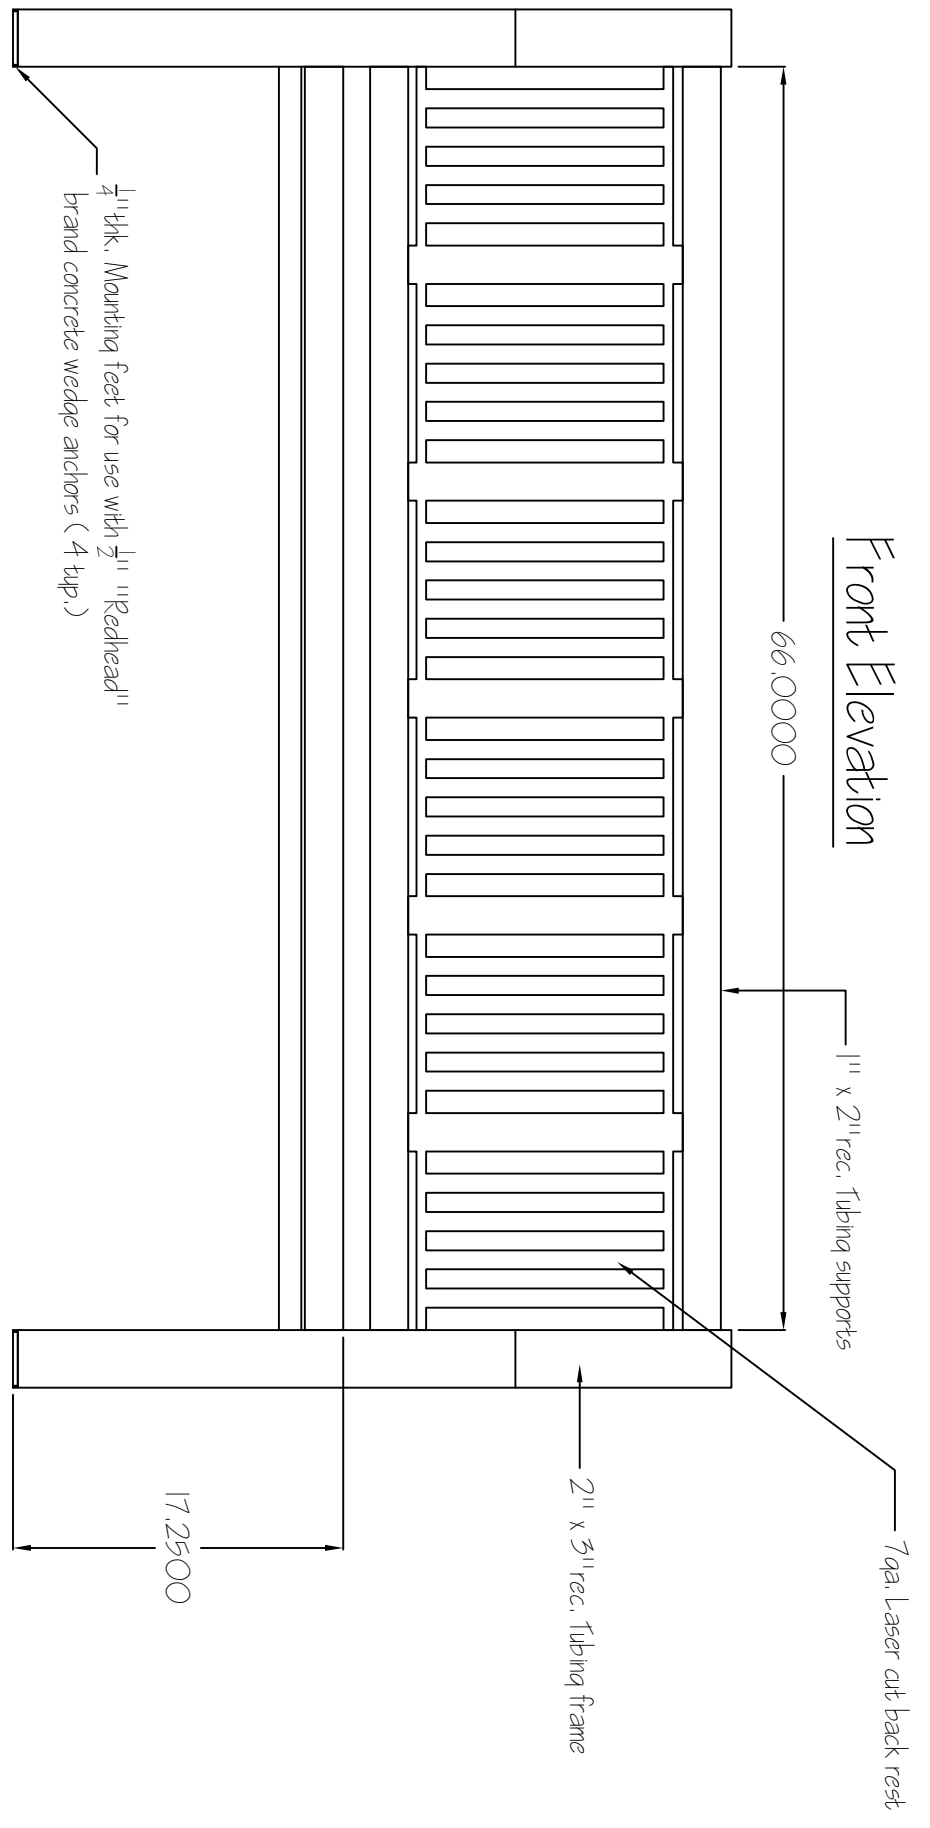 Front Elevation
66.0000
1" x 2" rec. Tubing supports
7ga. Laser cut back rest
2" x 3" rec. Tubing frame
17.2500
1/4" thk. Mounting feet for use with 1/2" "Redhead"
brand concrete wedge anchors ( 4 typ.)